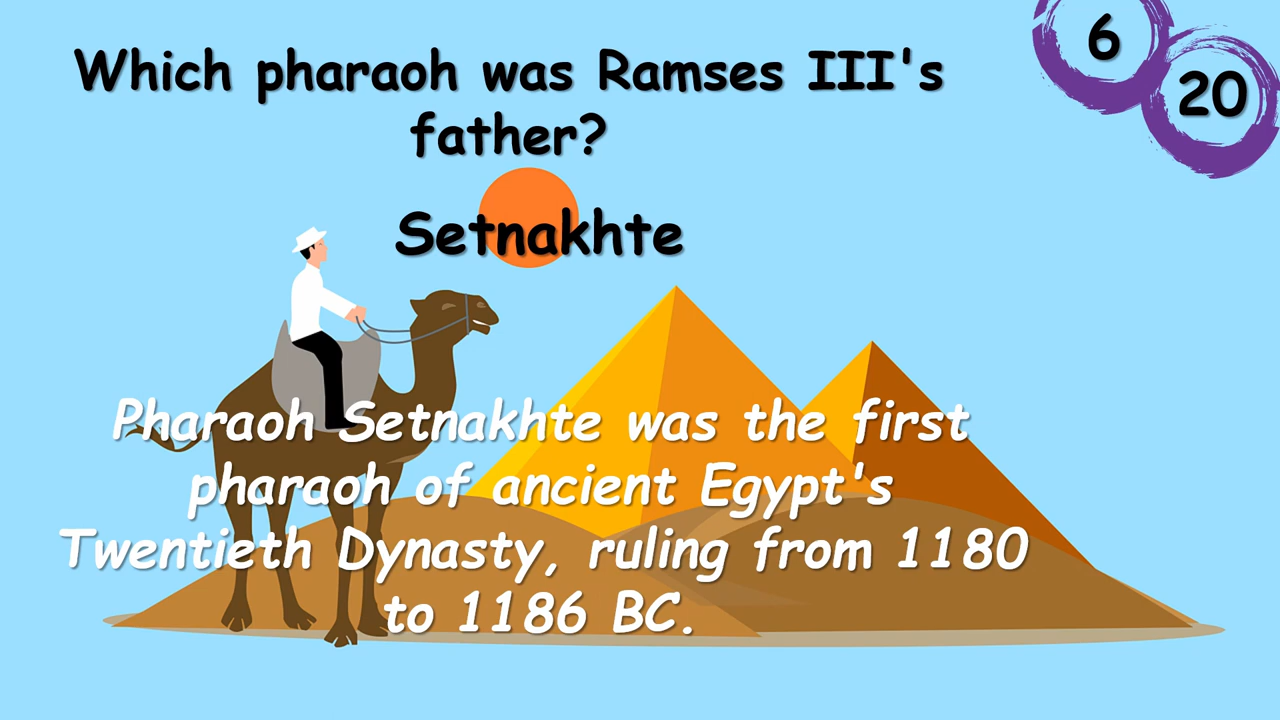 Which pharaoh was Ramses III's
father?
6
20
Setnakhte
Pharaoh Setnakhte was the first
pharaoh of ancient Egypt's
Twentieth Dynasty, ruling from 1180
to 1186 BC.